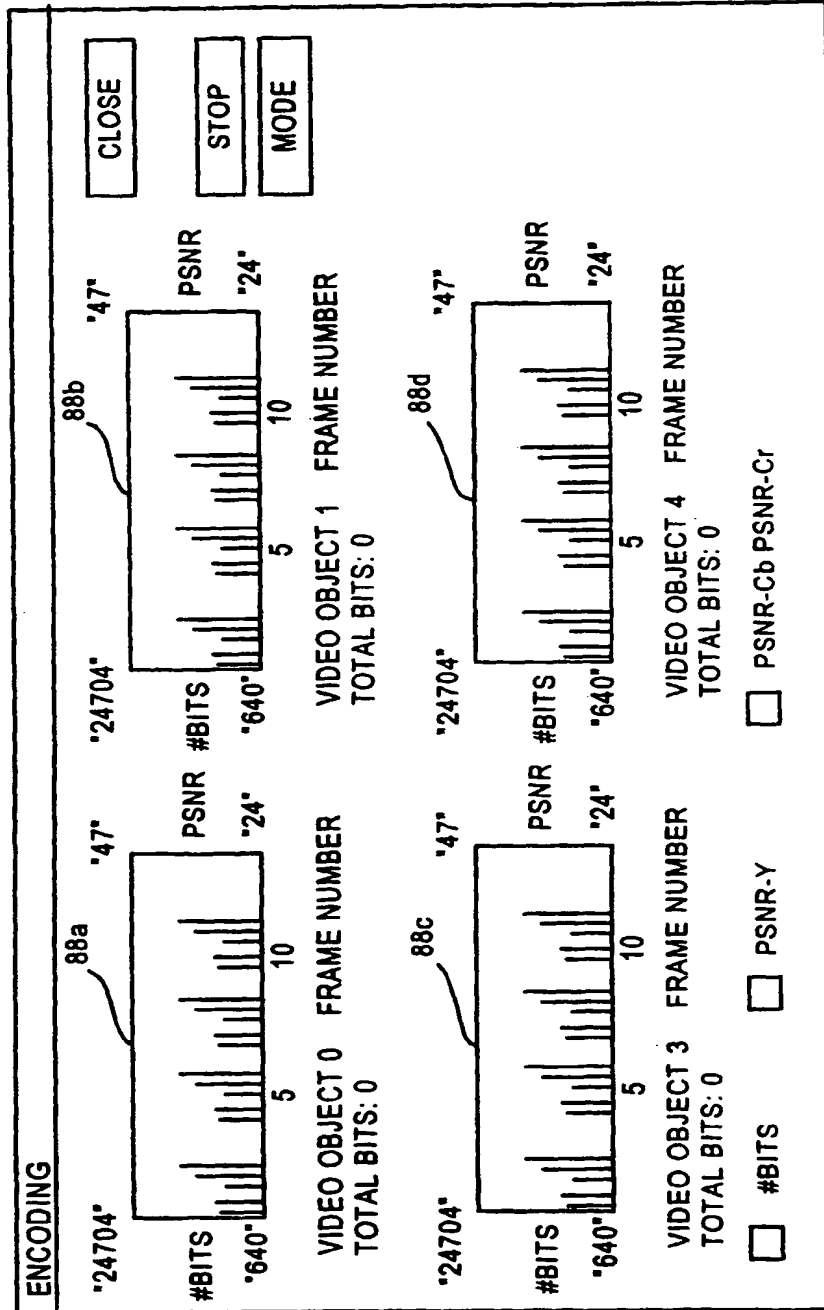 ENCODING
CLOSE
STOP
MODE
88a
"24704"
"47"
#BITS
PSNR
"640"
"24"
5
10
VIDEO OBJECT 0 FRAME NUMBER
TOTAL BITS: 0
88b
"24704"
"47"
#BITS
PSNR
"640"
"24"
5
10
VIDEO OBJECT 1 FRAME NUMBER
TOTAL BITS: 0
88c
"24704"
"47"
#BITS
PSNR
"640"
"24"
5
10
VIDEO OBJECT 3 FRAME NUMBER
TOTAL BITS: 0
88d
"24704"
"47"
#BITS
PSNR
"640"
"24"
5
10
VIDEO OBJECT 4 FRAME NUMBER
TOTAL BITS: 0
#BITS
PSNR-Y
PSNR-Cb PSNR-Cr